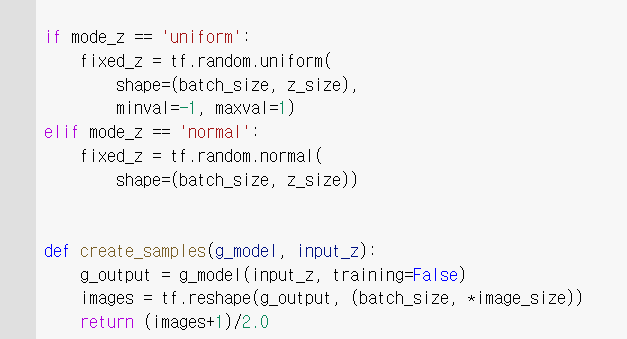 if mode_z == 'uniform':
    fixed_z = tf.random.uniform(
        shape=(batch_size, z_size),
        minval=-1, maxval=1)
elif mode_z == 'normal':
    fixed_z = tf.random.normal(
        shape=(batch_size, z_size))
def create_samples(g_model, input_z):
    g_output = g_model(input_z, training=False)
    images = tf.reshape(g_output, (batch_size, *image_size))
    return (images+1)/2.0